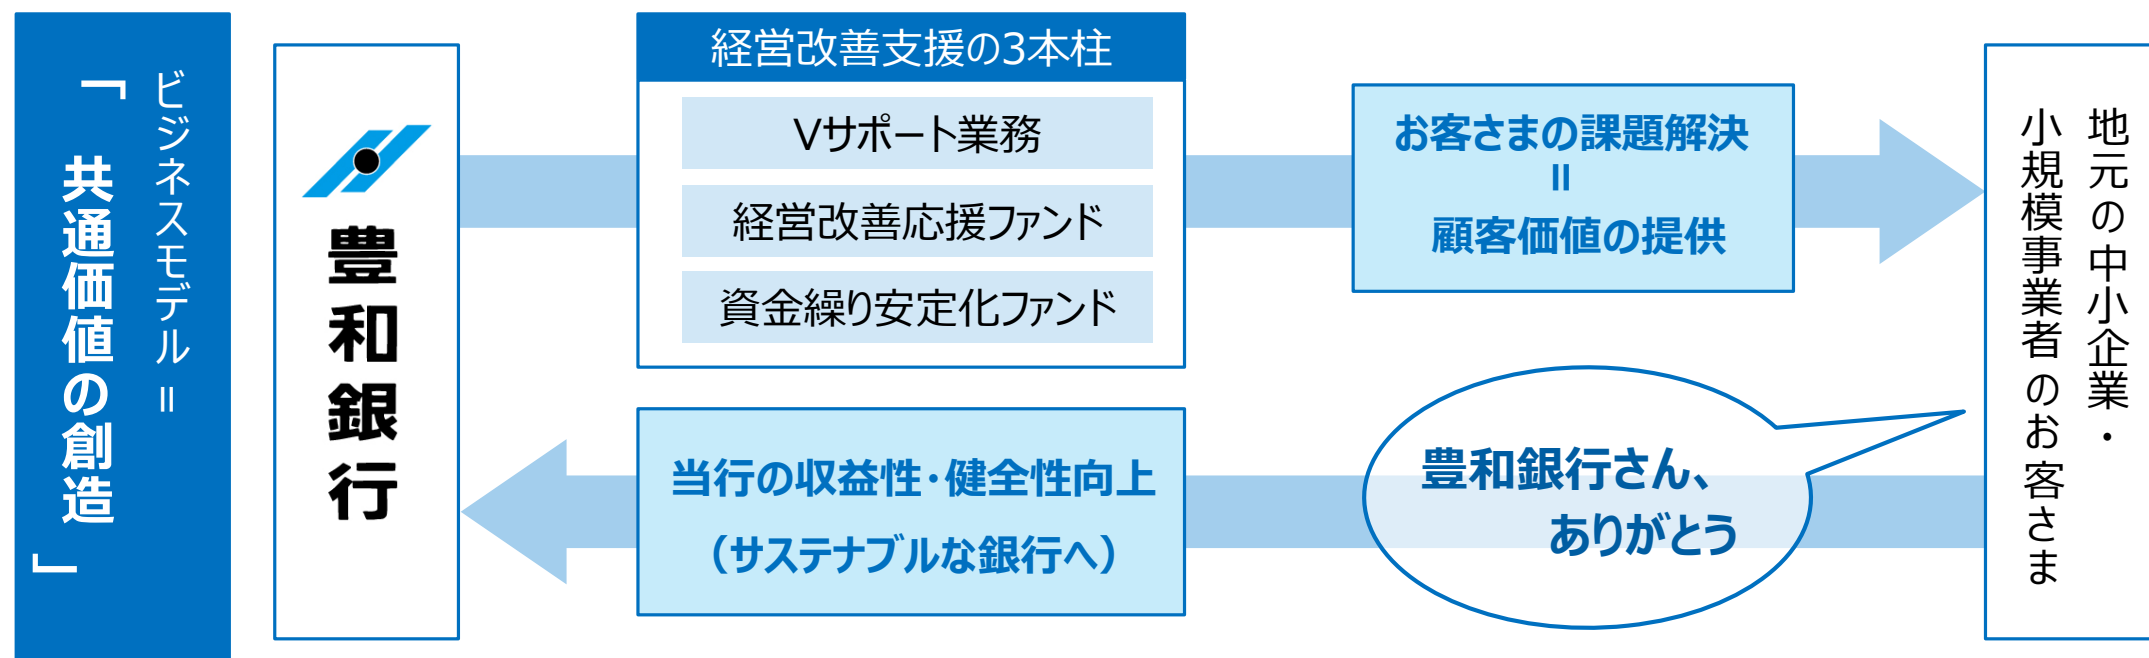 ビジネスモデル＝
「共通価値の創造」
豊和銀行
経営改善支援の3本柱
Vサポート業務
経営改善応援ファンド
資金繰り安定化ファンド
お客さまの課題解決
＝
顧客価値の提供
地元の中小企業・
小規模事業者のお客さま
豊和銀行さん、
ありがとう
当行の収益性・健全性向上
（サステナブルな銀行へ）